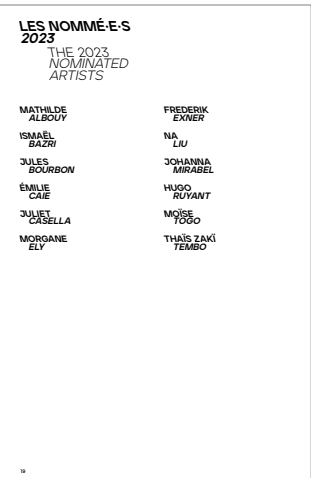 LES NOMMÉ·E·S
2023
THE 2023
NOMINATED
ARTISTS
MATHILDE
ALBOUY
ISMAËL
BAZRI
JULES
BOURBON
ÉMILIE
CAIE
JULIET
CASELLA
MORGANE
ELY
FREDERIK
EXNER
NA
LIU
JOHANNA
MIRABEL
HUGO
RUYANT
MOÏSE
TOGO
THAÏS ZAKÏ
TEMBO
19